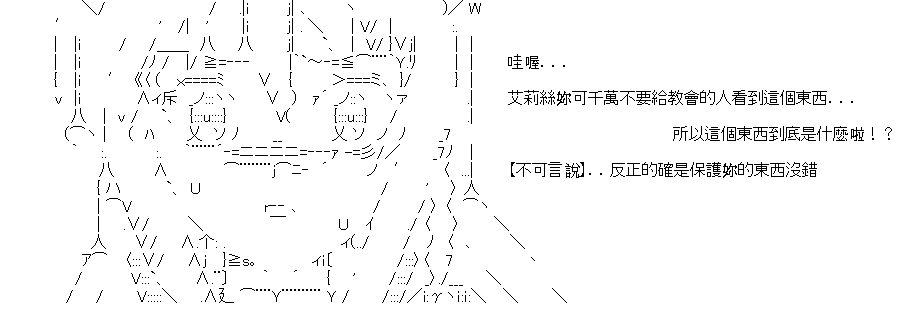 哇喔...
艾莉絲妳可千萬不要給教會的人看到這個東西...
所以這個東西到底是什麼啦！？
【不可言說】..反正的確是保護妳的東西沒錯